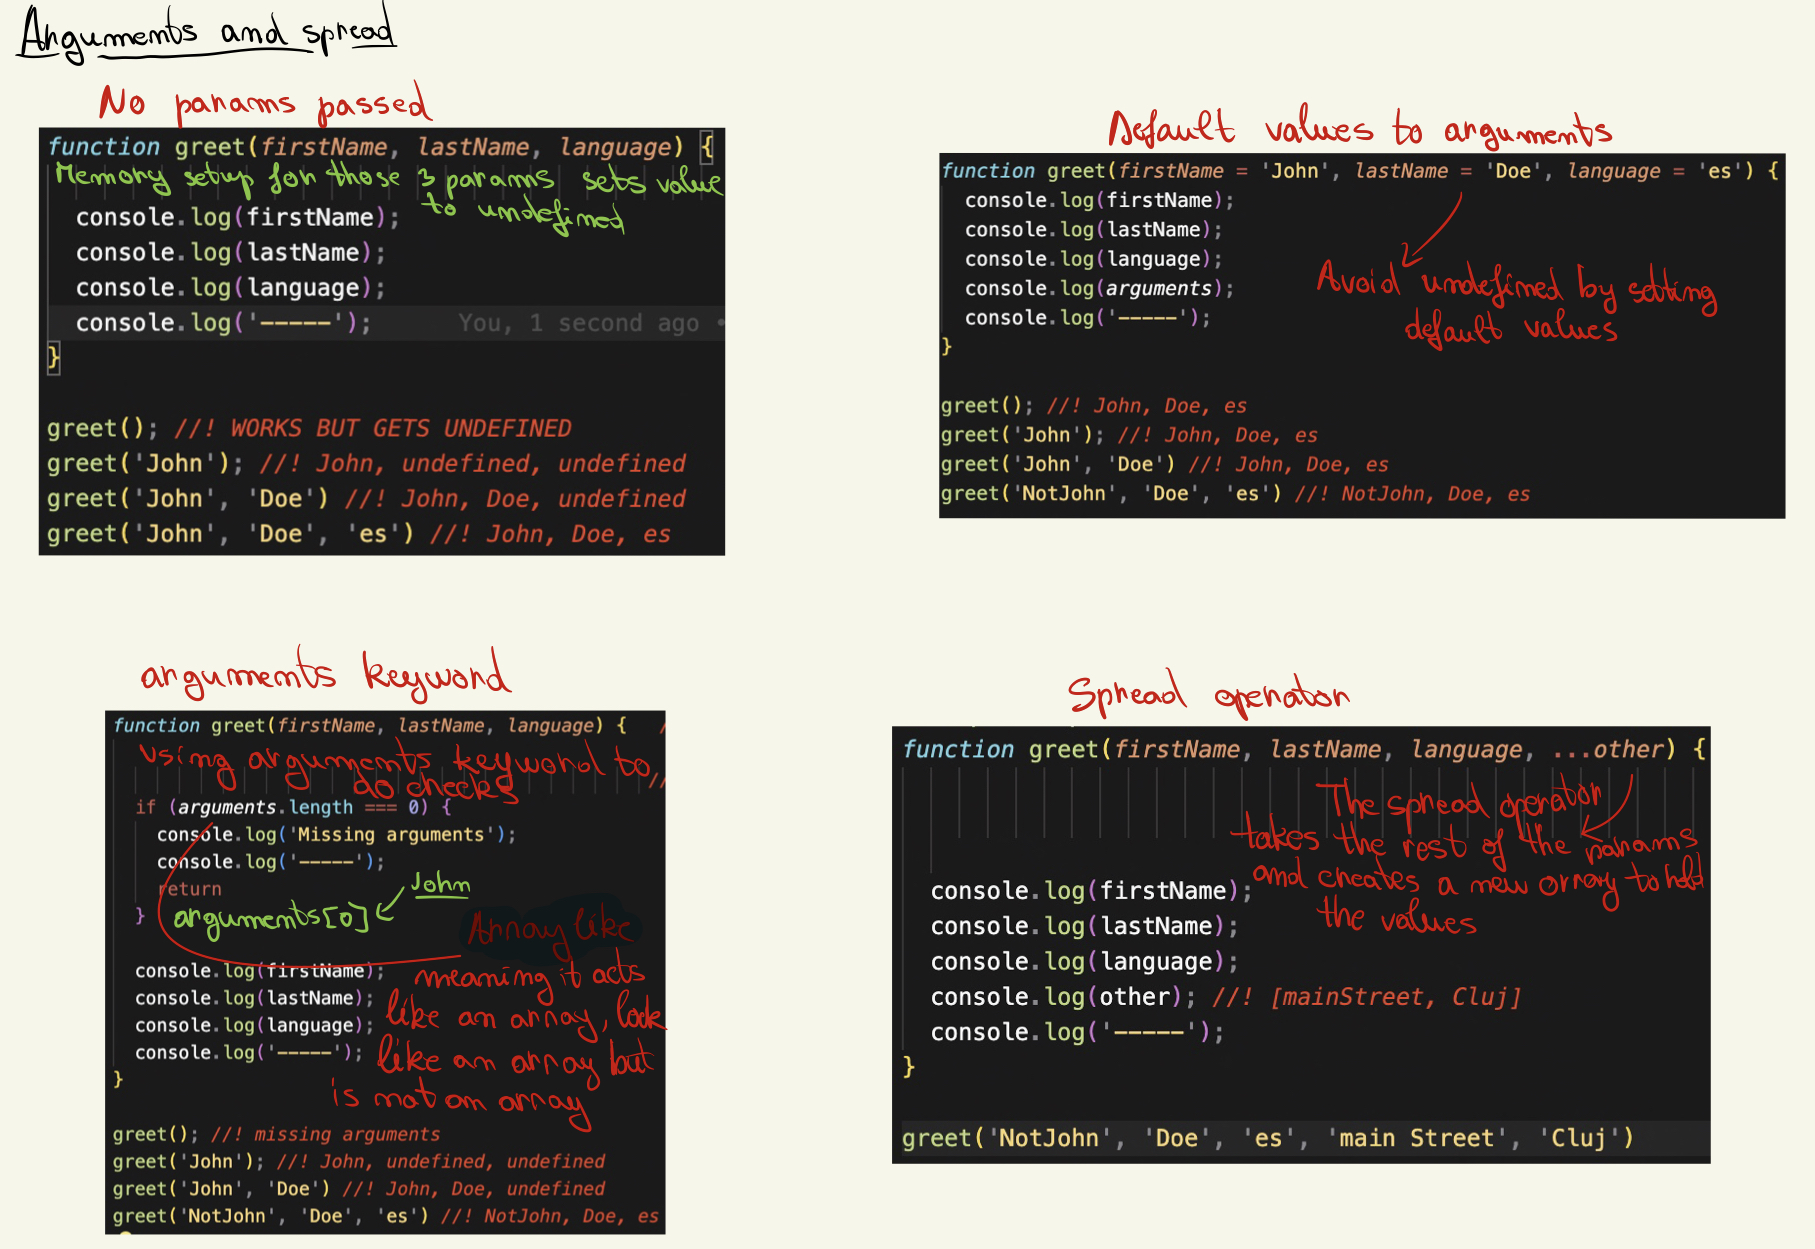 Arguments and spread
No params passed
function greet(firstName, lastName, language) {
Memory setup for those 3 params sets value
to undefined
console.log(firstName);
console.log(lastName);
console.log(language);
console.log('-----'); You, 1 second ago •
}
greet(); //! WORKS BUT GETS UNDEFINED
greet('John'); //! John, undefined, undefined
greet('John', 'Doe') //! John, Doe, undefined
greet('John', 'Doe', 'es') //! John, Doe, es
Default values to arguments
function greet(firstName = 'John', lastName = 'Doe', language = 'es') {
console.log(firstName);
console.log(lastName);
console.log(language);
console.log(arguments);
console.log('-----');
}
Avoid undefined by setting
default values
greet(); //! John, Doe, es
greet('John'); //! John, Doe, es
greet('John', 'Doe') //! John, Doe, es
greet('NotJohn', 'Doe', 'es') //! NotJohn, Doe, es
arguments keyword
function greet(firstName, lastName, language) { /
Using arguments keyword to
do checks //
if (arguments.length === 0) {
console.log('Missing arguments');
console.log('-----');
return
}
John
arguments[0]
Array like
meaning it acts
like an array, look
like an array but
is not an array
console.log(firstName);
console.log(lastName);
console.log(language);
console.log('-----');
}
greet(); //! missing arguments
greet('John'); //! John, undefined, undefined
greet('John', 'Doe') //! John, Doe, undefined
greet('NotJohn', 'Doe', 'es') //! NotJohn, Doe, es
Spread operator
function greet(firstName, lastName, language, ...other) {
The spread operator
takes the rest of the params
and creates a new array to hold
the values
console.log(firstName);
console.log(lastName);
console.log(language);
console.log(other); //! [mainStreet, Cluj]
console.log('-----');
}
greet('NotJohn', 'Doe', 'es', 'main Street', 'Cluj')